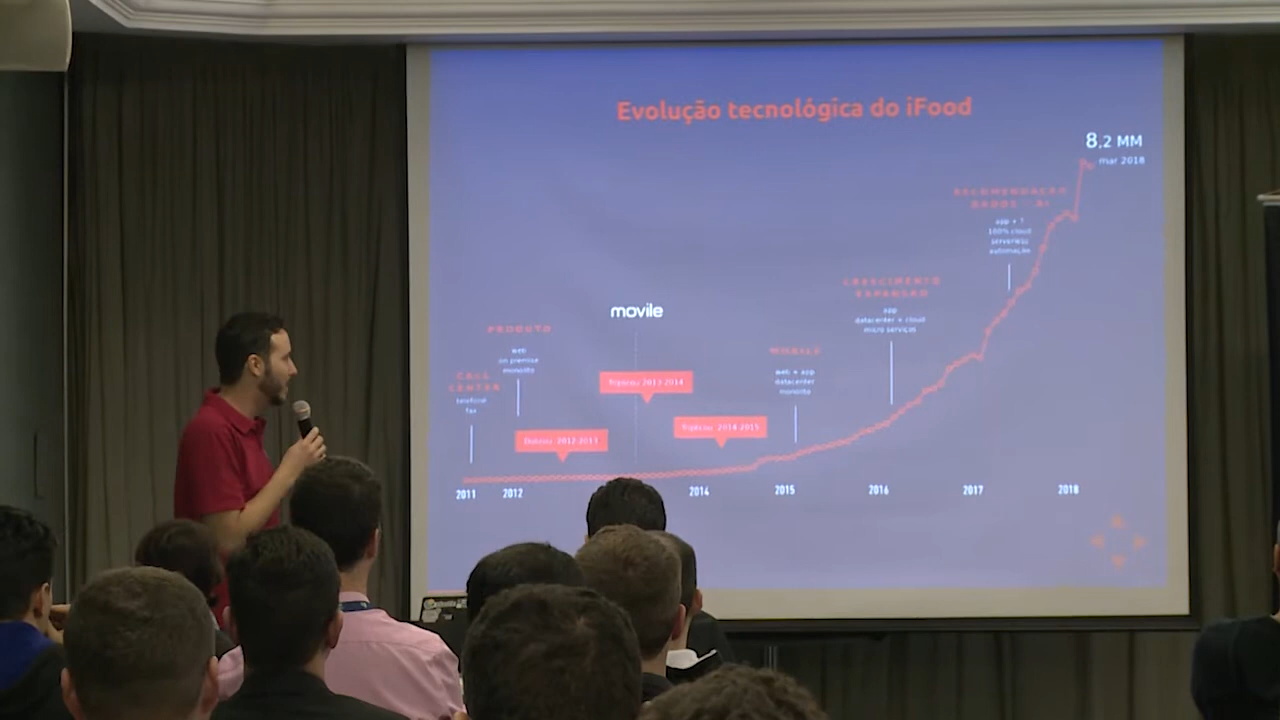 Evolução tecnológica do iFood
8,2 MM
mar 2018
RECOMENDAÇÃO
DADOS - AI
100% cloud
serverless
automação
CRESCIMENTO
EXPANSÃO
app
datacenter + cloud
micro serviços
movile
PRODUTO
web
on premise
monolito
MOBILE
web + app
datacenter
monolito
CALL
CENTER
telefone
fax
Triplicou 2013-2014
Triplicou 2014-2015
Dobrou 2012-2013
2011
2012
2014
2015
2016
2017
2018